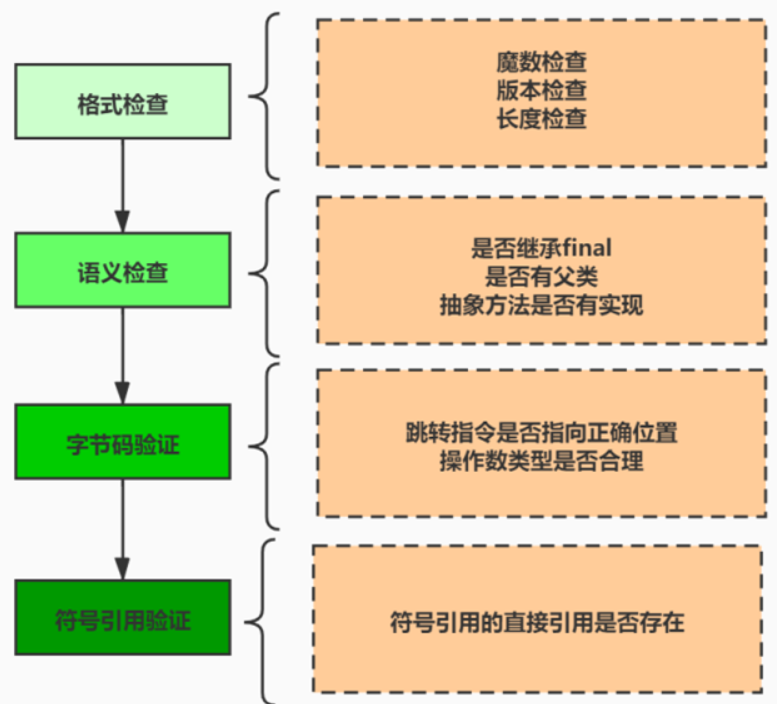 格式检查
魔数检查
版本检查
长度检查
语义检查
是否继承final
是否有父类
抽象方法是否有实现
字节码验证
跳转指令是否指向正确位置
操作数类型是否合理
符号引用验证
符号引用的直接引用是否存在